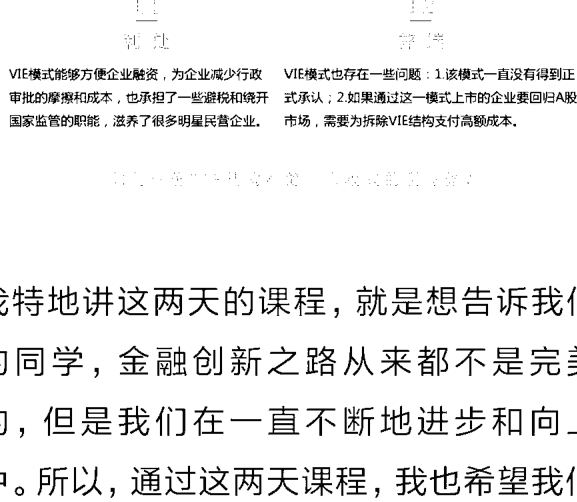 VIE模式能够方便企业融资，为企业减少行政
审批的摩擦和成本，也承担了一些避税和绕开
国家监管的职能，滋养了很多明星民营企业。
VIE模式也存在一些问题：1.该模式一直没有得到正
式承认；2.如果通过这一模式上市的企业要回归A股
市场，需要为拆除VIE结构支付高额成本。
我特地讲这两天的课程，就是想告诉我们
的同学，金融创新之路从来都不是完美
的，但是我们在一直不断地进步和向上
中。所以，通过这两天课程，我也希望我们